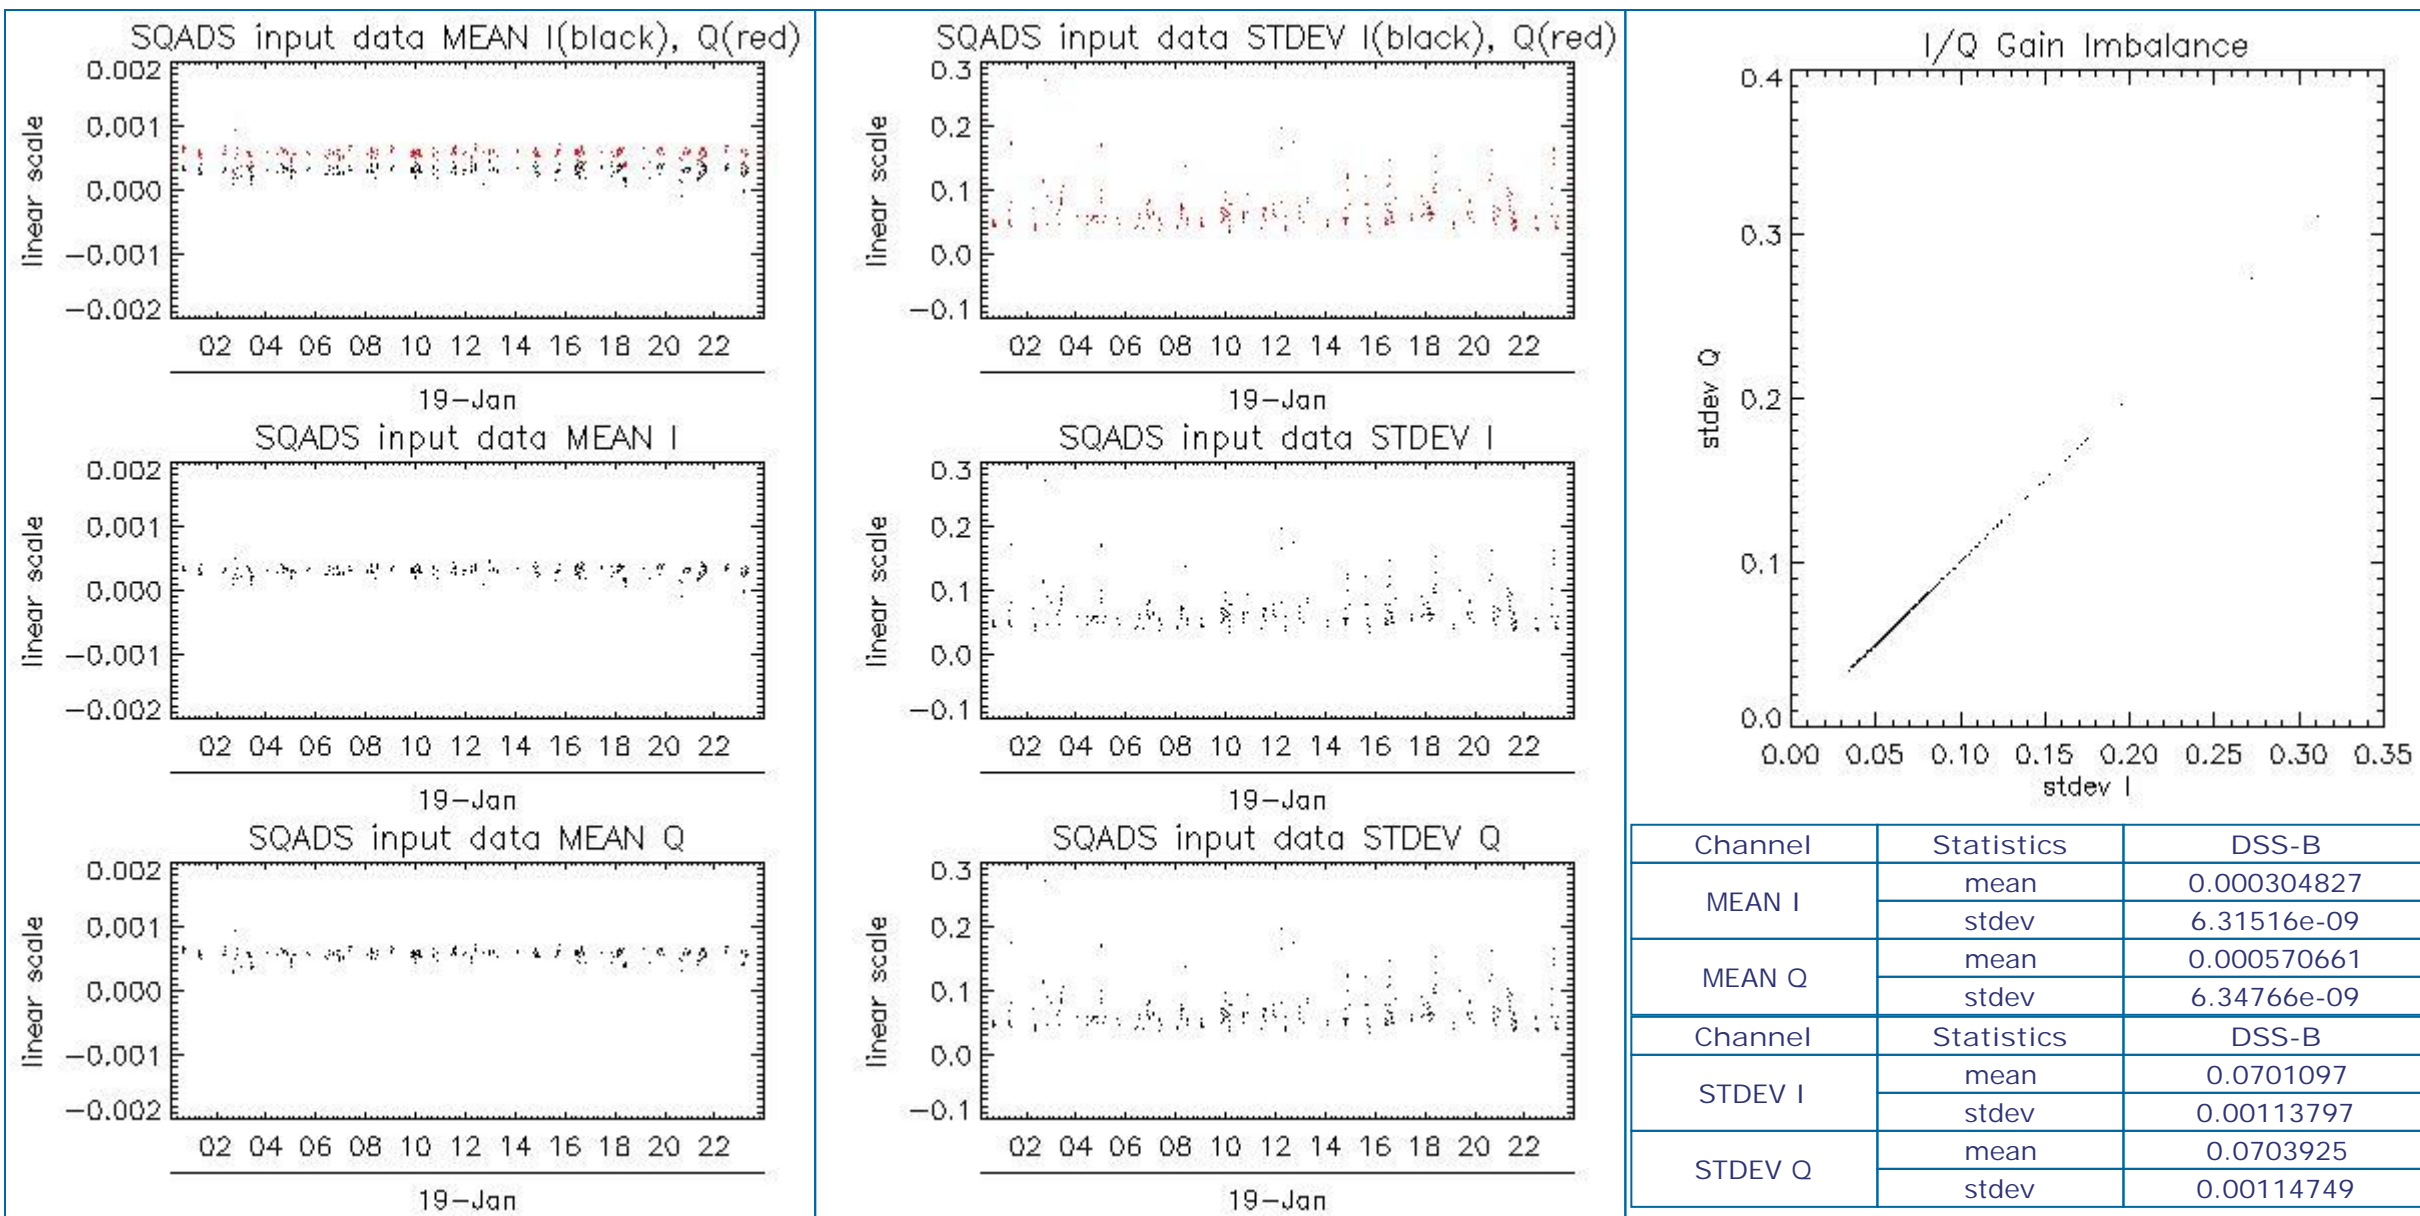 SQADS input data MEAN I(black), Q(red)
0.002
0.001
0.000
−0.001
−0.002
linear scale
02 04 06 08 10 12 14 16 18 20 22
19−Jan
SQADS input data MEAN I
0.002
0.001
0.000
−0.001
−0.002
linear scale
02 04 06 08 10 12 14 16 18 20 22
19−Jan
SQADS input data MEAN Q
0.002
0.001
0.000
−0.001
−0.002
linear scale
02 04 06 08 10 12 14 16 18 20 22
19−Jan
SQADS input data STDEV I(black), Q(red)
0.3
0.2
0.1
0.0
−0.1
linear scale
02 04 06 08 10 12 14 16 18 20 22
19−Jan
SQADS input data STDEV I
0.3
0.2
0.1
0.0
−0.1
linear scale
02 04 06 08 10 12 14 16 18 20 22
19−Jan
SQADS input data STDEV Q
0.3
0.2
0.1
0.0
−0.1
linear scale
02 04 06 08 10 12 14 16 18 20 22
19−Jan
I/Q Gain Imbalance
0.4
0.3
0.2
0.1
0.0
stdev Q
0.00 0.05 0.10 0.15 0.20 0.25 0.30 0.35
stdev I
Channel Statistics DSS-B
MEAN I mean 0.000304827
stdev 6.31516e-09
MEAN Q mean 0.000570661
stdev 6.34766e-09
Channel Statistics DSS-B
STDEV I mean 0.0701097
stdev 0.00113797
STDEV Q mean 0.0703925
stdev 0.00114749